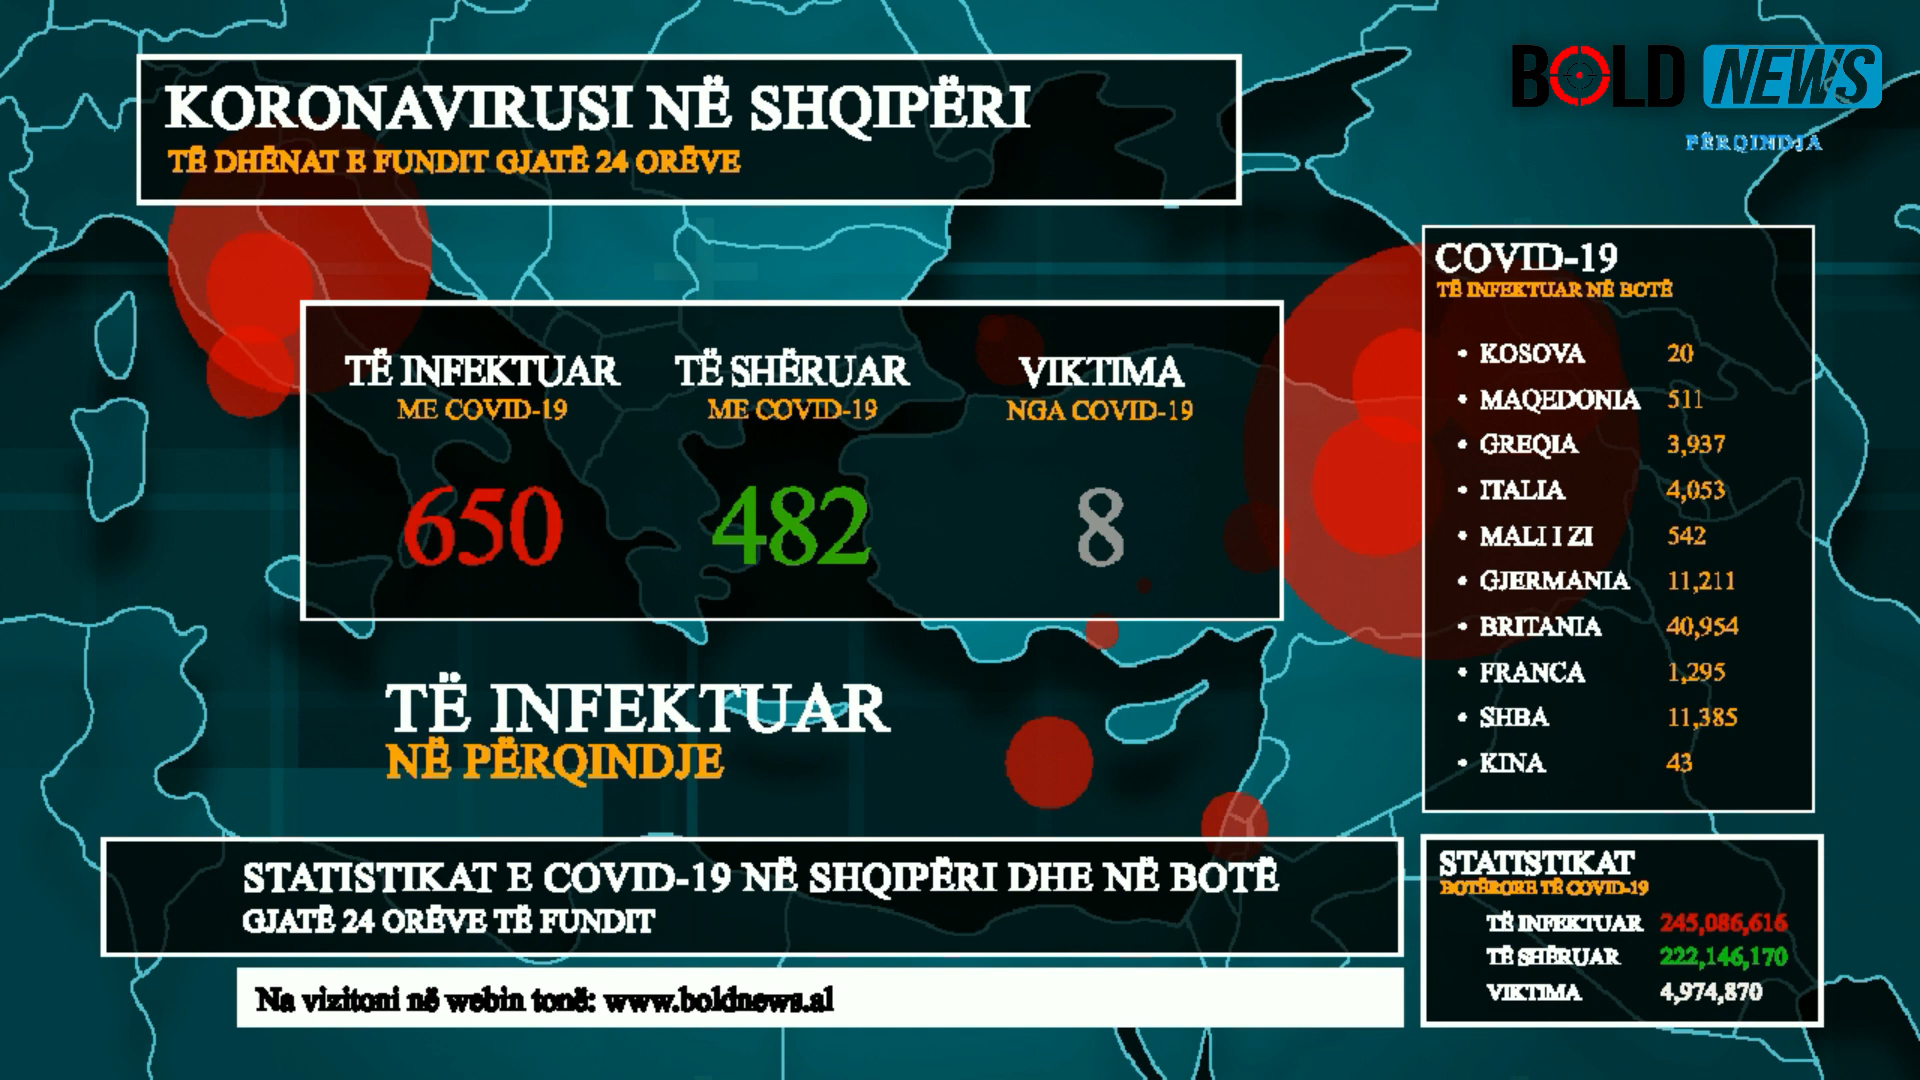 KORONAVIRUSI NË SHQIPËRI
TË DHËNAT E FUNDIT GJATË 24 ORËVE
BOLD NEWS
PËRQINDJA
TË INFEKTUAR
ME COVID-19
650
TË SHËRUAR
ME COVID-19
482
VIKTIMA
NGA COVID-19
8
TË INFEKTUAR
NË PËRQINDJE
COVID-19
TË INFEKTUAR NË BOTË
• KOSOVA 20
• MAQEDONIA 511
• GREQIA 3,937
• ITALIA 4,053
• MALI I ZI 542
• GJERMANIA 11,211
• BRITANIA 40,954
• FRANCA 1,295
• SHBA 11,385
• KINA 43
STATISTIKAT E COVID-19 NË SHQIPËRI DHE NË BOTË
GJATË 24 ORËVE TË FUNDIT
Na vizitoni në webin tonë: www.boldnews.al
STATISTIKAT
BOTËRORE TË COVID-19
TË INFEKTUAR 245,086,616
TË SHËRUAR 222,146,170
VIKTIMA 4,974,870